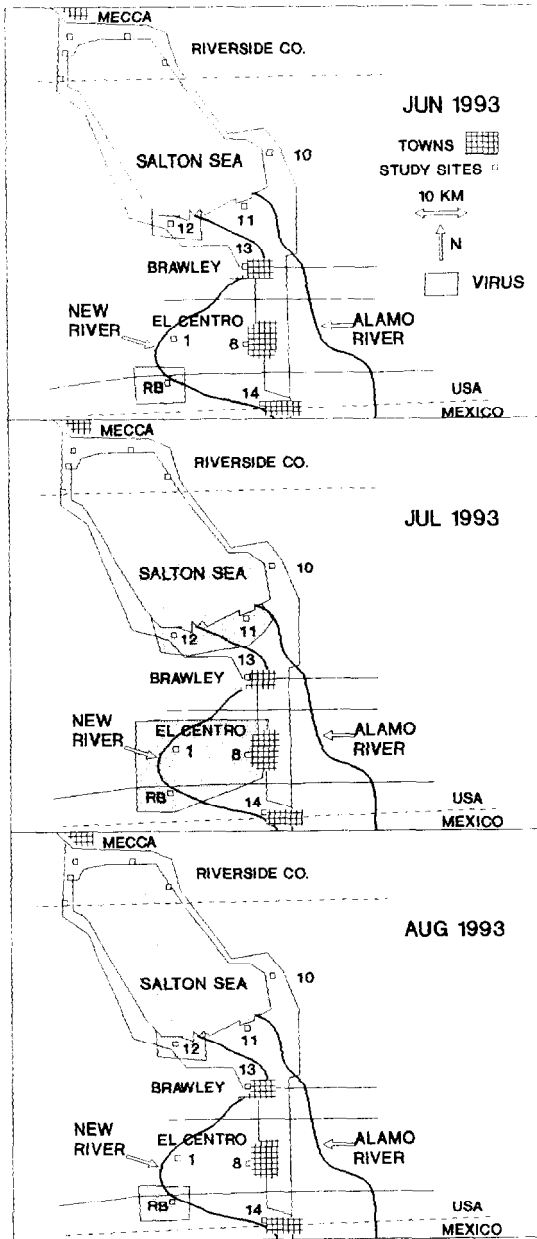 MECCA
RIVERSIDE CO.
JUN 1993
TOWNS
STUDY SITES
SALTON SEA
10
10 KM
N
11
12
13
VIRUS
BRAWLEY
NEW
RIVER
EL CENTRO
ALAMO
RIVER
1
8
RB
14
USA
MEXICO
MECCA
RIVERSIDE CO.
JUL 1993
SALTON SEA
10
11
12
13
BRAWLEY
NEW
RIVER
EL CENTRO
ALAMO
RIVER
1
8
RB
14
USA
MEXICO
MECCA
RIVERSIDE CO.
AUG 1993
SALTON SEA
10
11
12
13
BRAWLEY
NEW
RIVER
EL CENTRO
ALAMO
RIVER
1
8
RB
14
USA
MEXICO